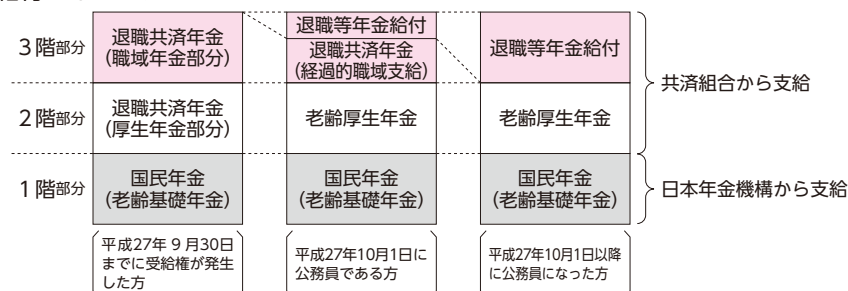 3階部分
退職共済年金
(職域年金部分)
退職等年金給付
退職共済年金
(経過的職域支給)
退職等年金給付
共済組合から支給
2階部分
退職共済年金
(厚生年金部分)
老齢厚生年金
老齢厚生年金
1階部分
国民年金
(老齢基礎年金)
国民年金
(老齢基礎年金)
国民年金
(老齢基礎年金)
日本年金機構から支給
平成27年9月30日
までに受給権が発生
した方
平成27年10月1日に
公務員である方
平成27年10月1日以降
に公務員になった方